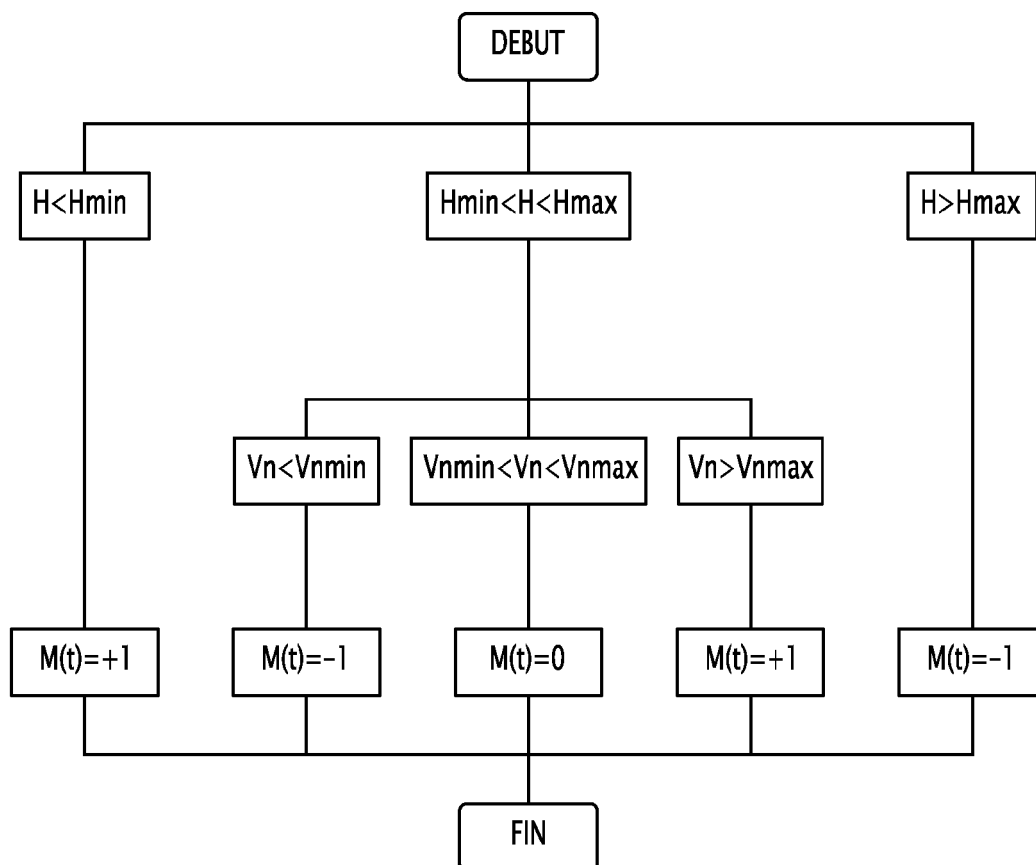 DEBUT
H<Hmin
Hmin<H<Hmax
H>Hmax
Vn<Vnmin
Vnmin<Vn<Vnmax
Vn>Vnmax
M(t)=+1
M(t)=-1
M(t)=0
M(t)=+1
M(t)=-1
FIN